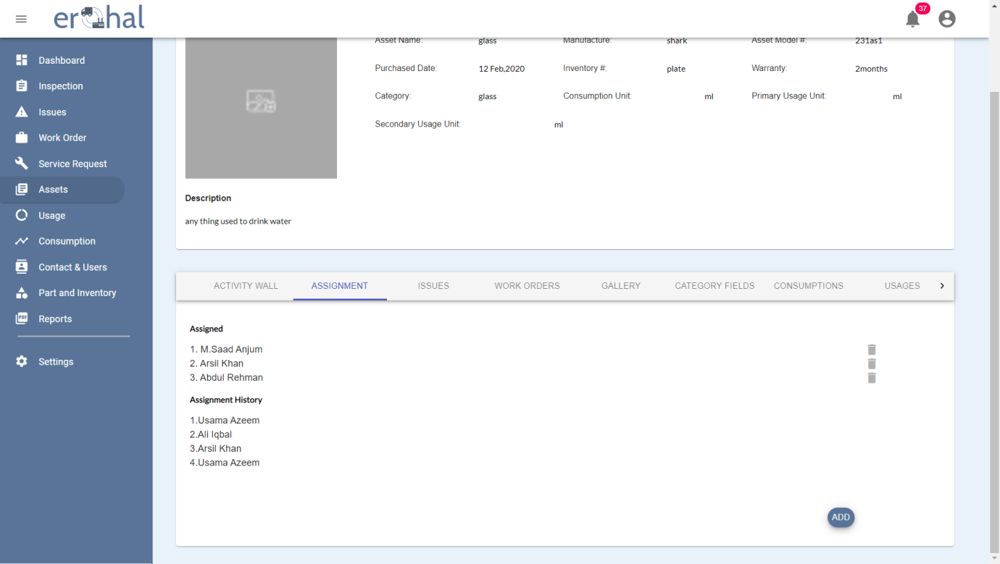 er hal
37
Dashboard
Inspection
Issues
Work Order
Service Request
Assets
Usage
Consumption
Contact & Users
Part and Inventory
PDF Reports
Settings
Asset Name: glass Manufacture: shark Asset Model #: 231as1
Purchased Date: 12 Feb,2020 Inventory #: plate Warranty: 2months
Category: glass Consumption Unit: ml Primary Usage Unit: ml
Secondary Usage Unit: ml
Description
any thing used to drink water
ACTIVITY WALL ASSIGNMENT ISSUES WORK ORDERS GALLERY CATEGORY FIELDS CONSUMPTIONS USAGES
Assigned
1. M.Saad Anjum
2. Arsil Khan
3. Abdul Rehman
Assignment History
1.Usama Azeem
2.Ali Iqbal
3.Arsil Khan
4.Usama Azeem
ADD